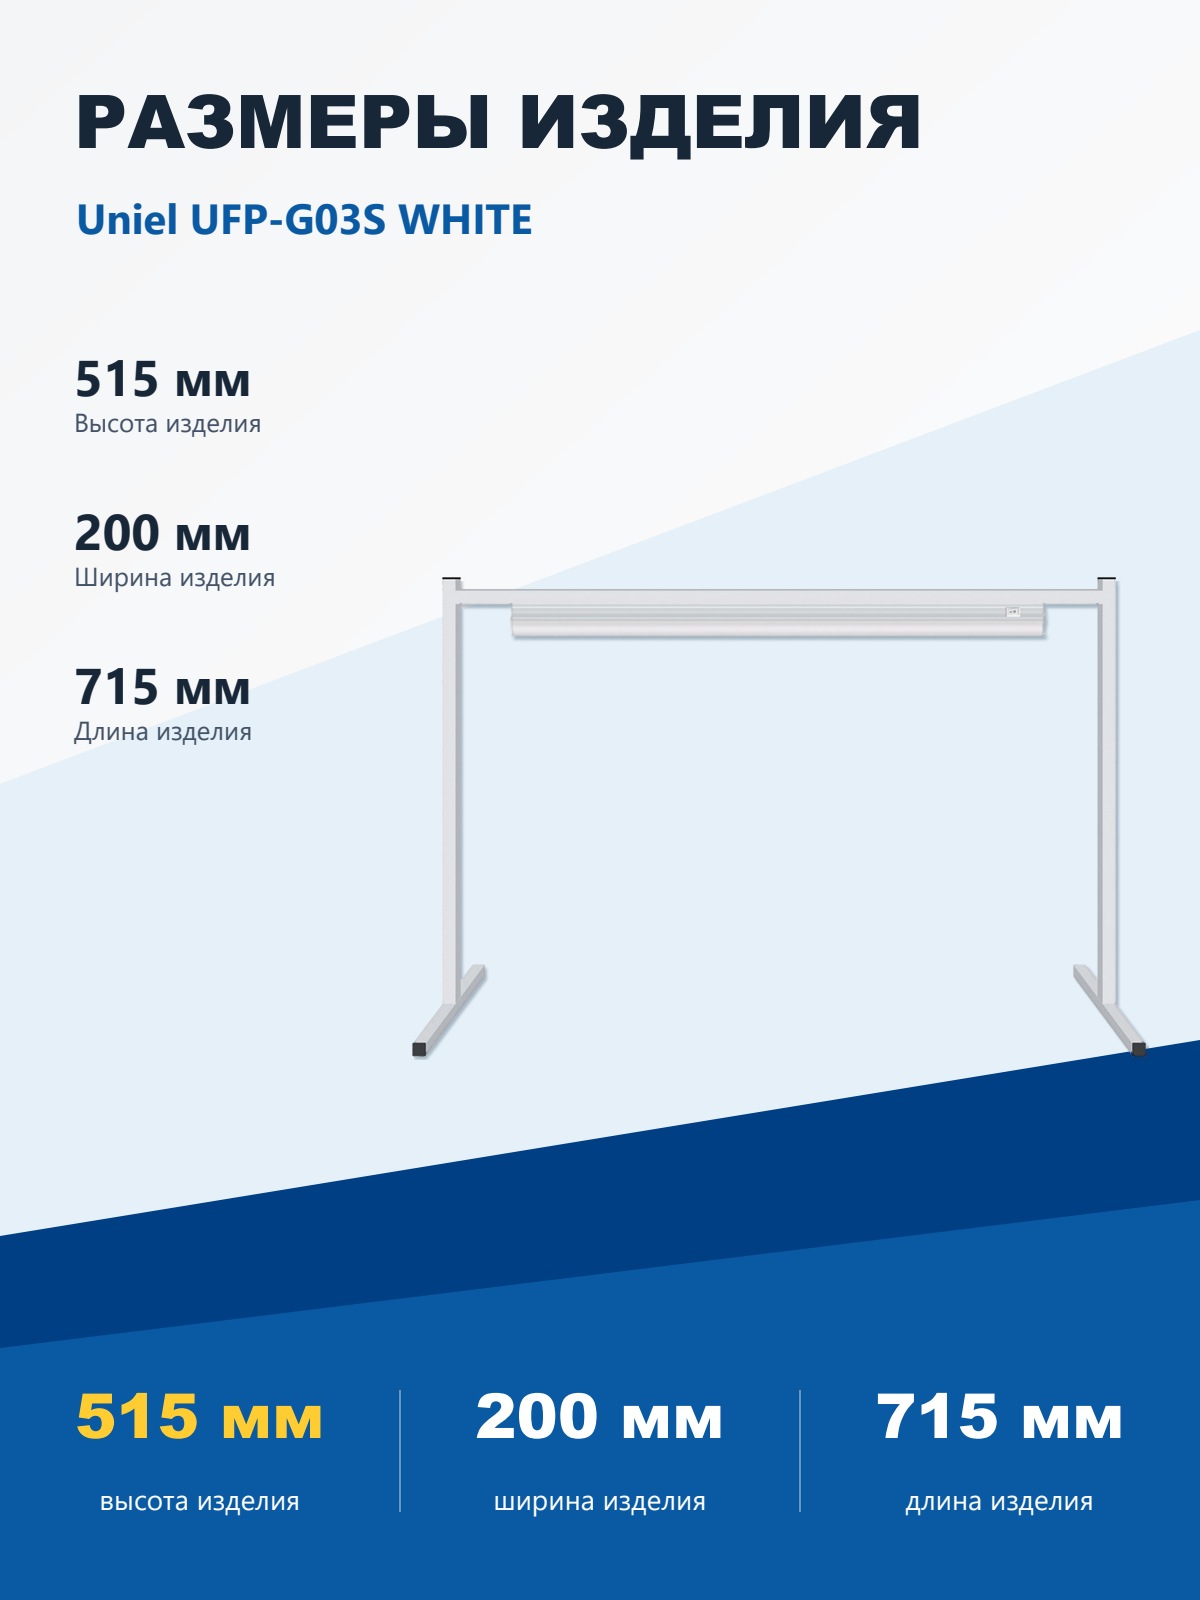 РАЗМЕРЫ ИЗДЕЛИЯ
Uniel UFP-G03S WHITE
515 мм
Высота изделия
200 мм
Ширина изделия
715 мм
Длина изделия
515 мм
высота изделия
200 мм
ширина изделия
715 мм
длина изделия